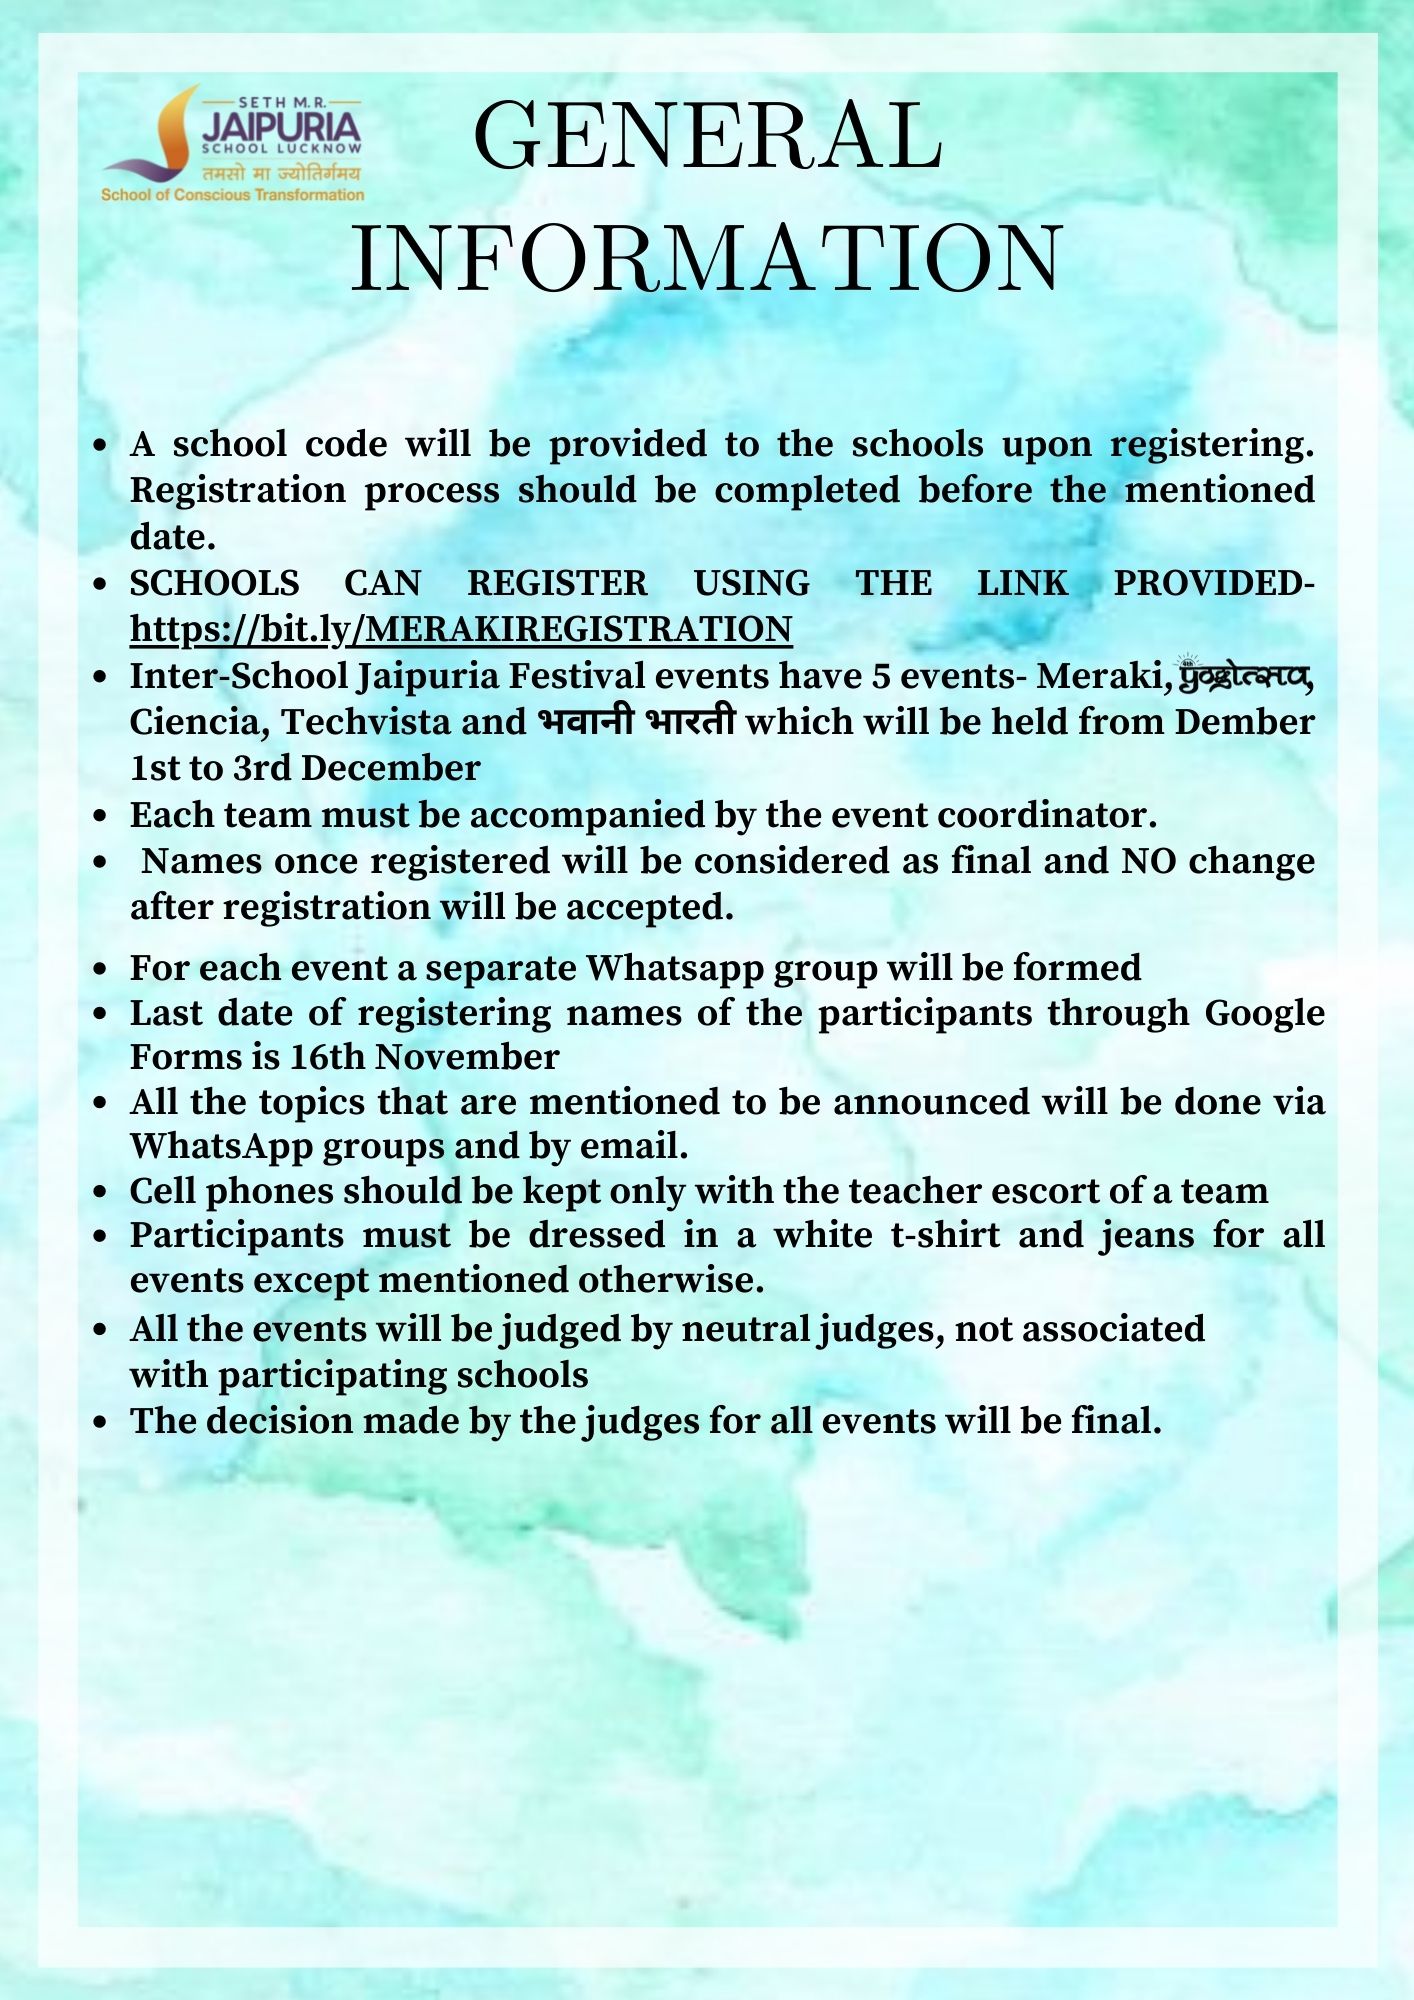 SETH M.R.
JAIPURIA
SCHOOL LUCKNOW
तमसो मा ज्योतिर्गमय
School of Conscious Transformation
GENERAL
INFORMATION
• A school code will be provided to the schools upon registering.
Registration process should be completed before the mentioned
date.
• SCHOOLS CAN REGISTER USING THE LINK PROVIDED-
https://bit.ly/MERAKIREGISTRATION
• Inter-School Jaipuria Festival events have 5 events- Meraki, yogotsava,
Ciencia, Techvista and भवानी भारती which will be held from Dember
1st to 3rd December
• Each team must be accompanied by the event coordinator.
• Names once registered will be considered as final and NO change
after registration will be accepted.
• For each event a separate Whatsapp group will be formed
• Last date of registering names of the participants through Google
Forms is 16th November
• All the topics that are mentioned to be announced will be done via
WhatsApp groups and by email.
• Cell phones should be kept only with the teacher escort of a team
• Participants must be dressed in a white t-shirt and jeans for all
events except mentioned otherwise.
• All the events will be judged by neutral judges, not associated
with participating schools
• The decision made by the judges for all events will be final.